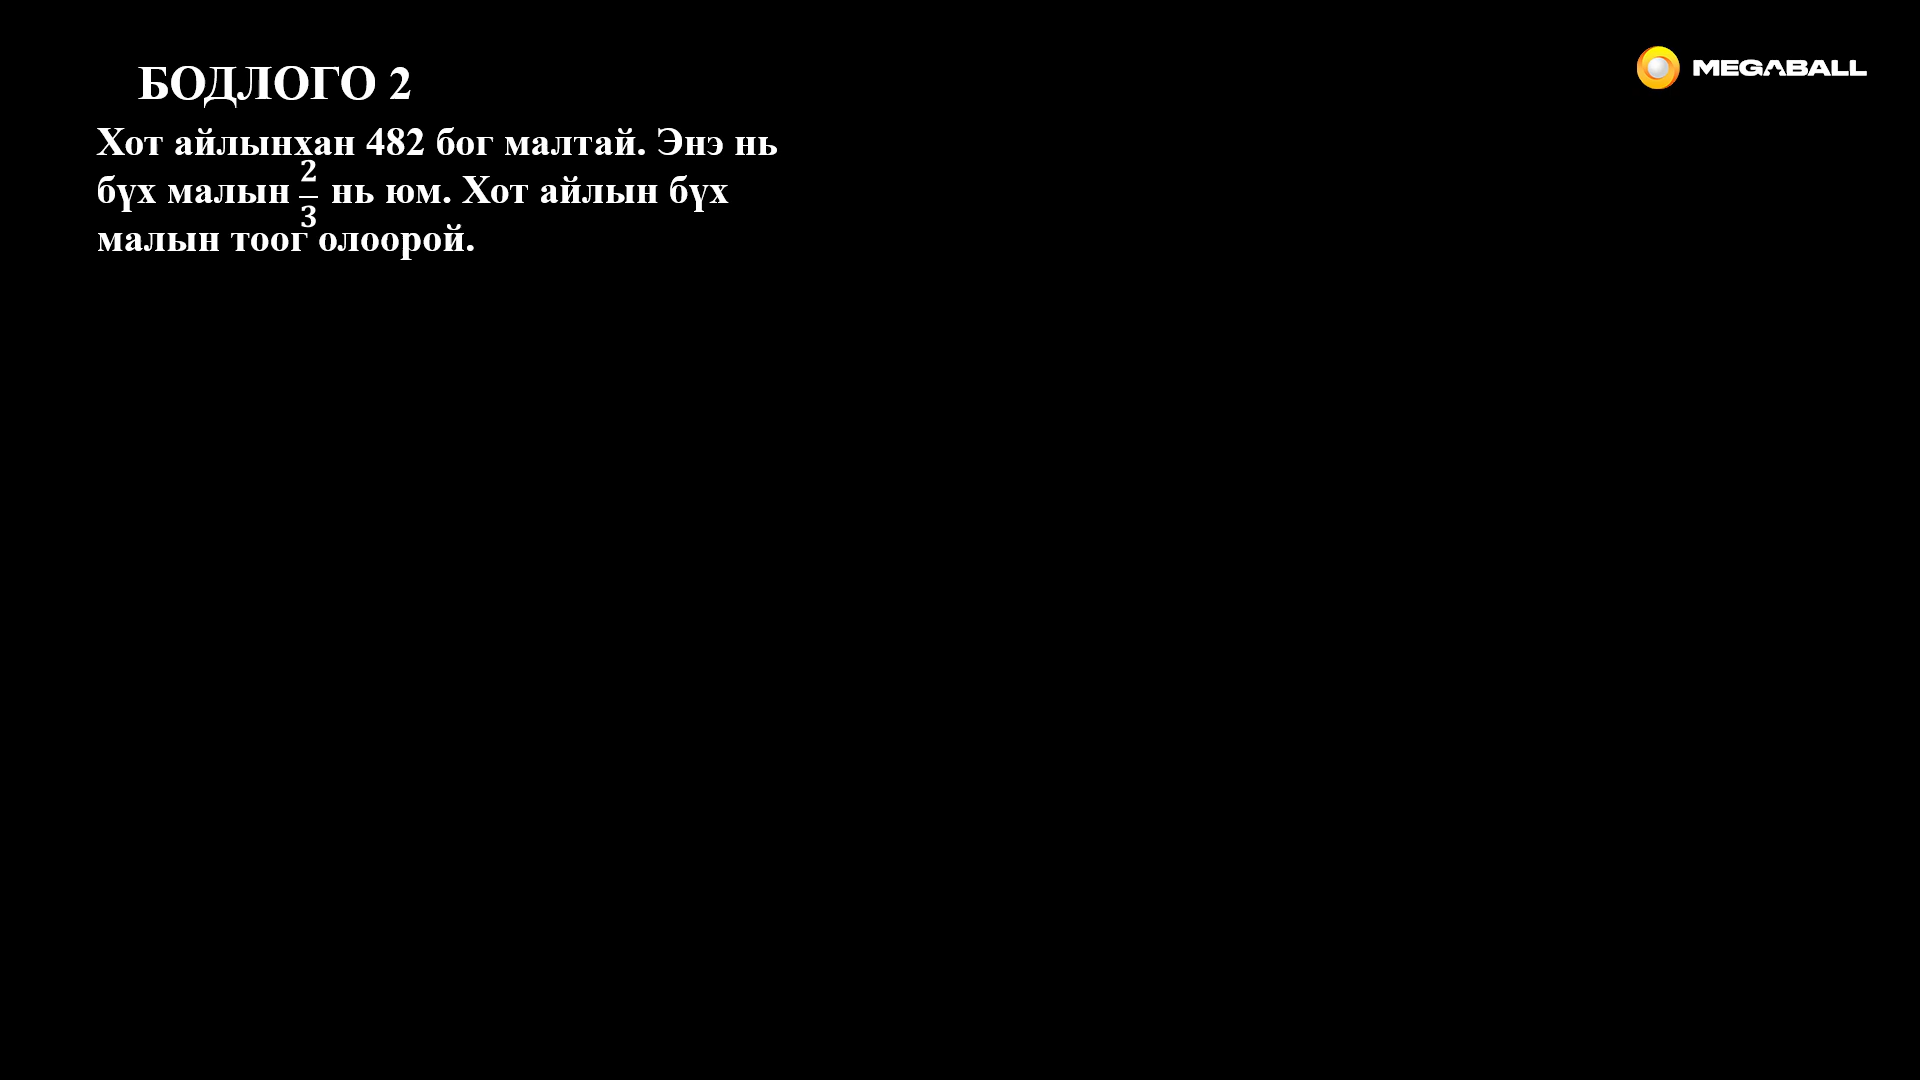 БОДЛОГО 2
MEGABALL
Хот айлынхан 482 бог малтай. Энэ нь
бүх малын 2/3 нь юм. Хот айлын бүх
малын тоог олоорой.